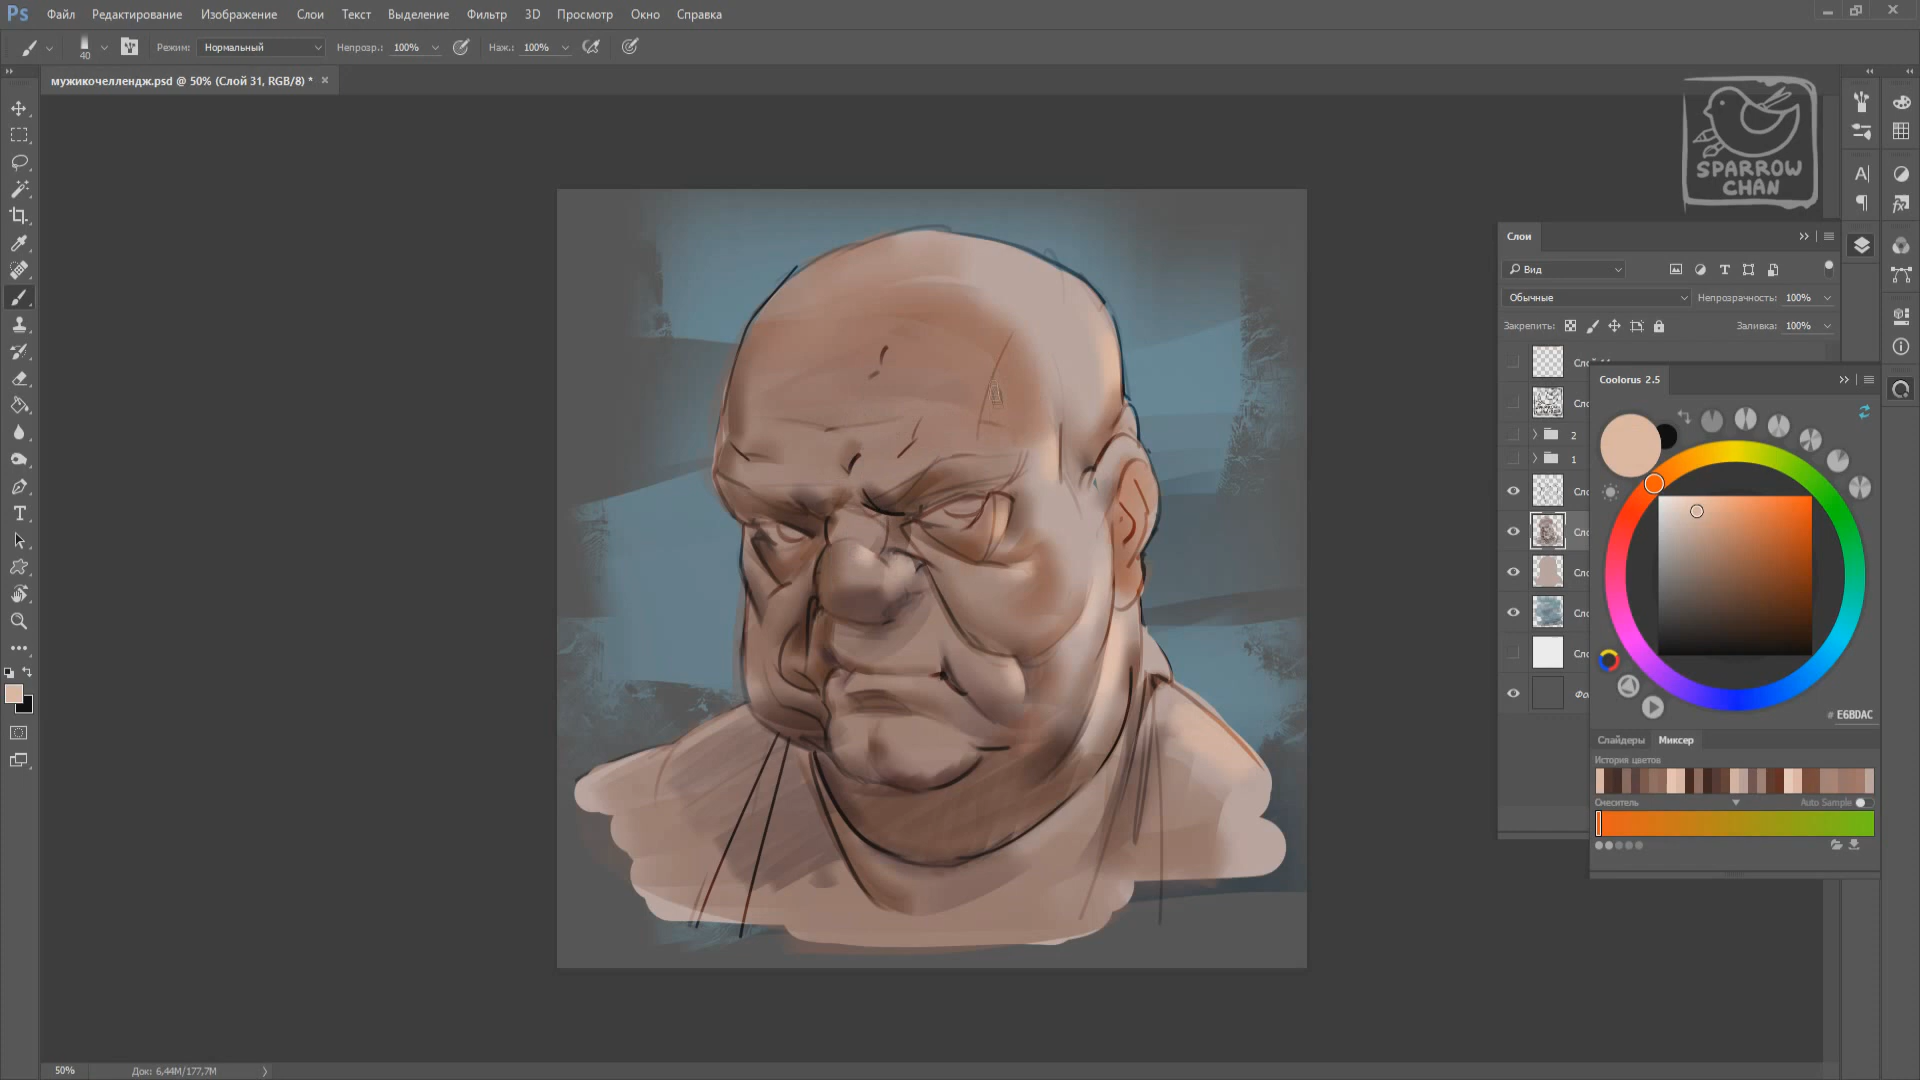 Ps Файл Редактирование Изображение Слои Текст Выделение Фильтр 3D Просмотр Окно Справка
40 Режим: Нормальный Непрозр.: 100% Наж.: 100%
мужикочеллендж.psd @ 50% (Слой 31, RGB/8) *
SPARROW
CHAN
Слои
Вид
Обычные Непрозрачность: 100%
Закрепить: Заливка: 100%
Coolorus 2.5
2
1
# E6BDAC
Слайдеры Миксер
История цветов
Смеситель Auto Sample
50% Док: 6,44M/177,7M